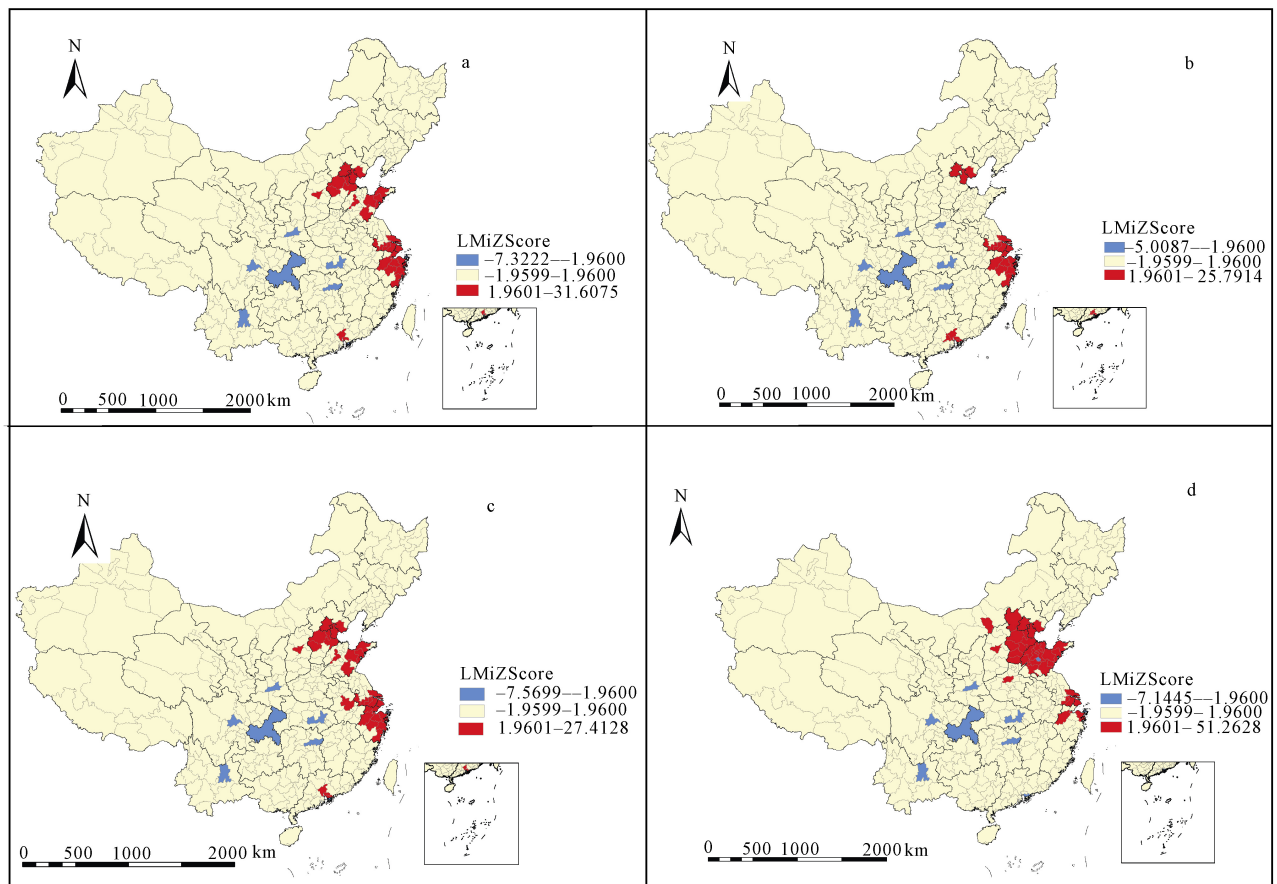 N
a
LMiZScore
−7.3222−−1.9600
−1.9599−1.9600
1.9601−31.6075
0 500 1000 2000 km
N
b
LMiZScore
−5.0087−−1.9600
−1.9599−1.9600
1.9601−25.7914
0 500 1000 2000 km
N
c
LMiZScore
−7.5699−−1.9600
−1.9599−1.9600
1.9601−27.4128
0 500 1000 2000 km
N
d
LMiZScore
−7.1445−−1.9600
−1.9599−1.9600
1.9601−51.2628
0 500 1000 2000 km